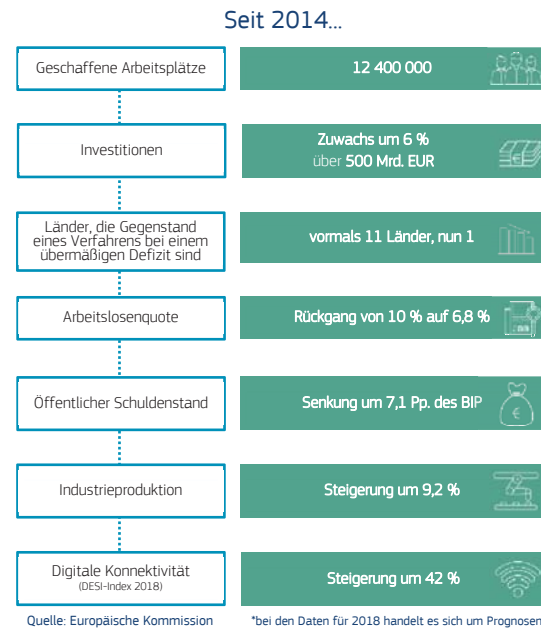 Seit 2014...
Geschaffene Arbeitsplätze
12 400 000
Investitionen
Zuwachs um 6 %
über 500 Mrd. EUR
Länder, die Gegenstand
eines Verfahrens bei einem
übermäßigen Defizit sind
vormals 11 Länder, nun 1
Arbeitslosenquote
Rückgang von 10 % auf 6,8 %
Öffentlicher Schuldenstand
Senkung um 7,1 Pp. des BIP
Industrieproduktion
Steigerung um 9,2 %
Digitale Konnektivität
(DESI-Index 2018)
Steigerung um 42 %
Quelle: Europäische Kommission
*bei den Daten für 2018 handelt es sich um Prognosen